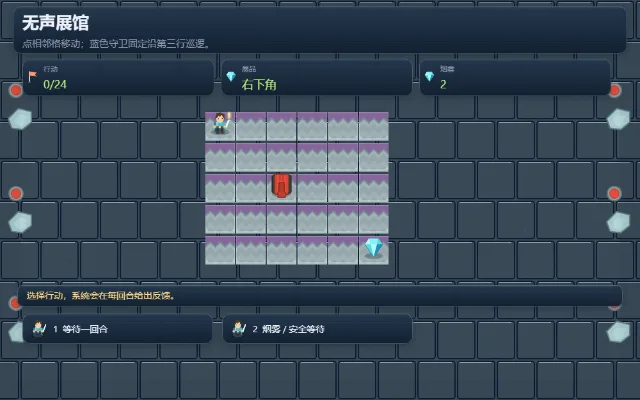 无声展馆
点相邻格移动；蓝色守卫固定沿第三行巡逻。
行动
0/24
展品
右下角
烟雾
2
选择行动，系统会在每回合给出反馈。
1 等待一回合
2 烟雾 / 安全等待